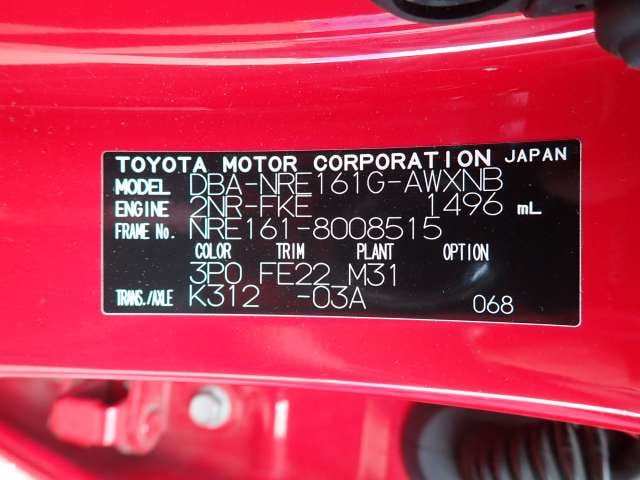 TOYOTA MOTOR CORPORATION JAPAN
MODEL DBA-NRE161G-AWXNB
ENGINE 2NR-FKE 1496 mL
FRAME No. NRE161-8008515
COLOR TRIM PLANT OPTION
3P0 FE22 M31
TRANS./AXLE K312 -03A 068